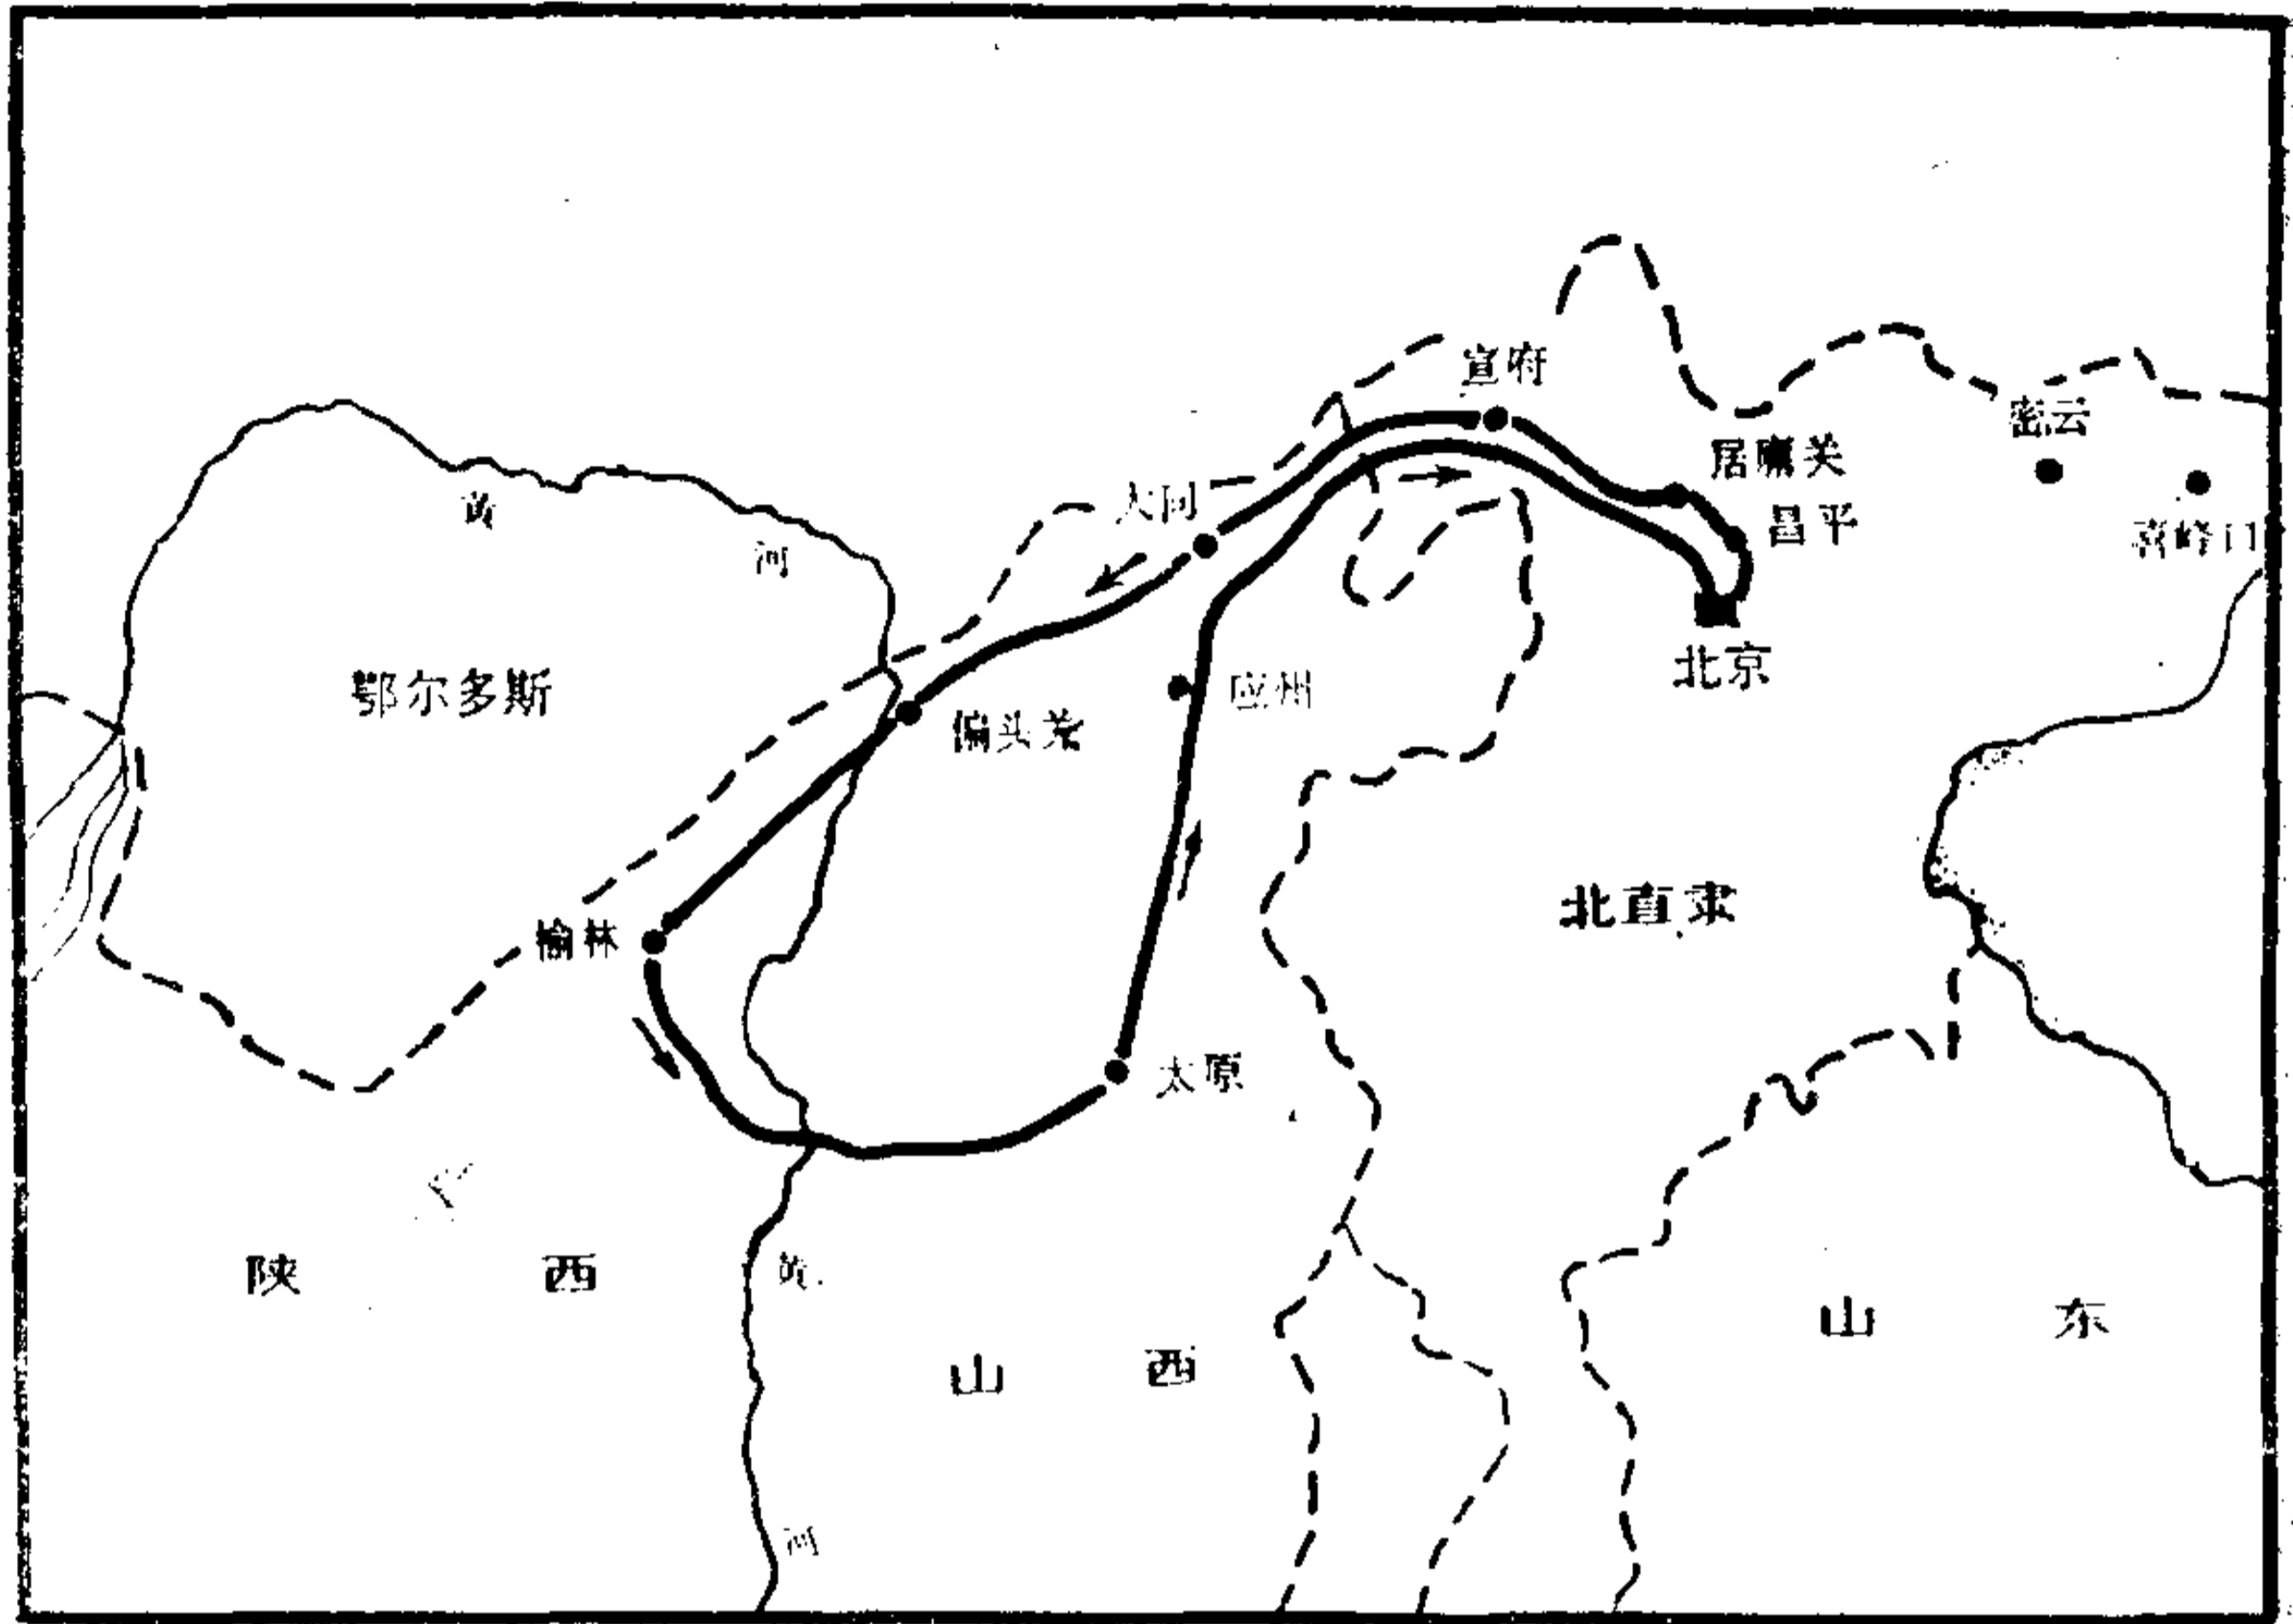 宣府
密云
居庸关
大同
黄
河
昌平
喜峰口
北京
鄂尔多斯
应州
偏头关
北直隶
榆林
太原
陕 西
黄
山 东
山 西
河